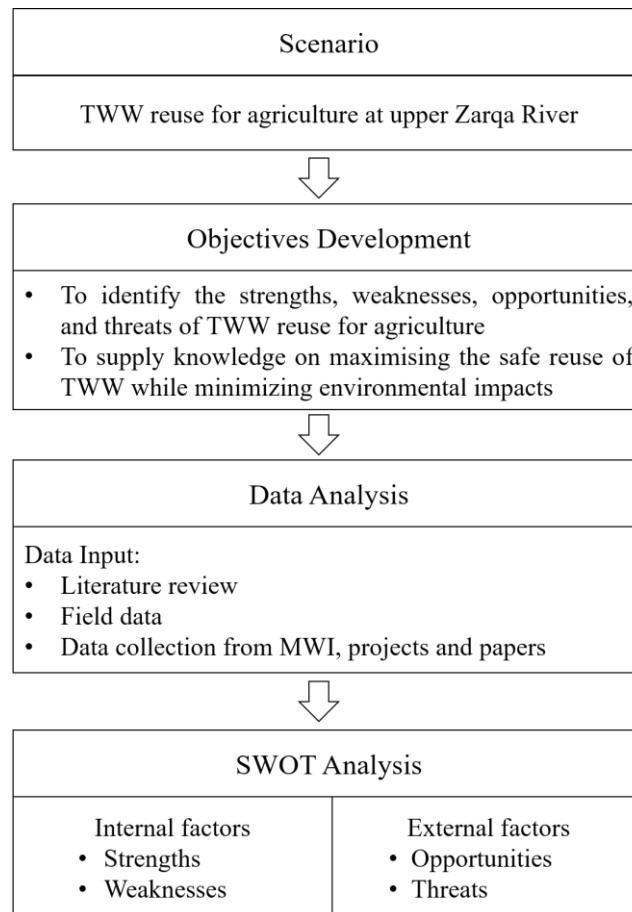 Scenario
TWW reuse for agriculture at upper Zarqa River
Objectives Development
• To identify the strengths, weaknesses, opportunities,
and threats of TWW reuse for agriculture
• To supply knowledge on maximising the safe reuse of
TWW while minimizing environmental impacts
Data Analysis
Data Input:
• Literature review
• Field data
• Data collection from MWI, projects and papers
SWOT Analysis
Internal factors
• Strengths
• Weaknesses
External factors
• Opportunities
• Threats